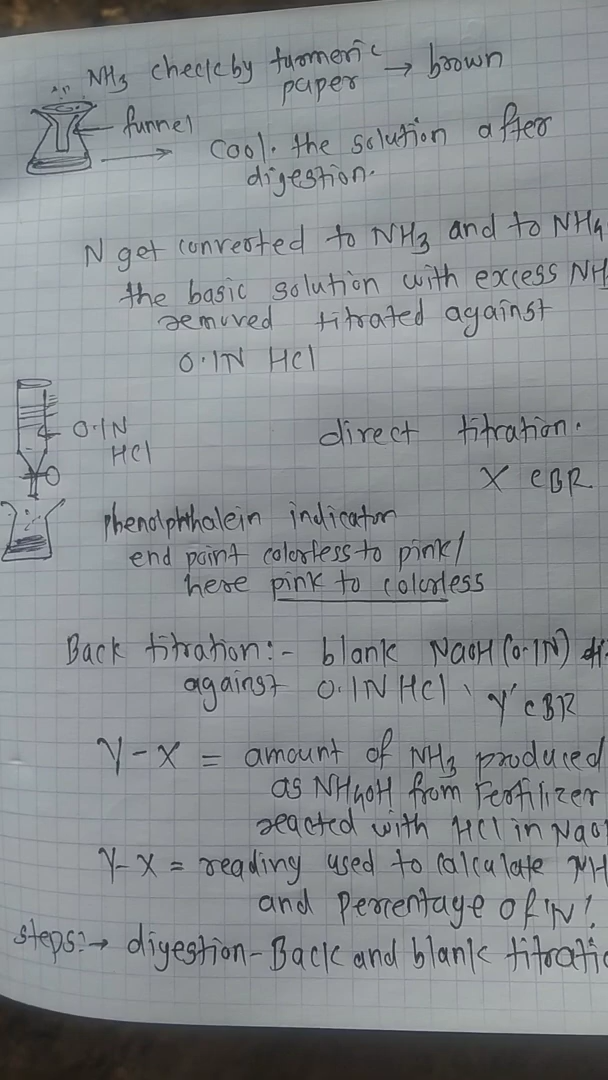 NH3 check by turmeric paper → brown
funnel
→ cool. the solution after
digestion.
N get converted to NH3 and to NH4
the basic solution with excess NH
removed titrated against
0.1N HCl
0.1N
HCl
direct titration.
X CBR
phenolphthalein indicator
end point colorless to pink/
here pink to colorless
Back titration:- blank NaOH (0.1N)
against 0.1N HCl 'Y' CBR
Y-X = amount of NH3 produced
as NH4OH from Fertilizer
reacted with HCl in NaO
Y-X = reading used to calculate NH
and Percentage of 'N'.
steps:→ digestion - Back and blank titratio